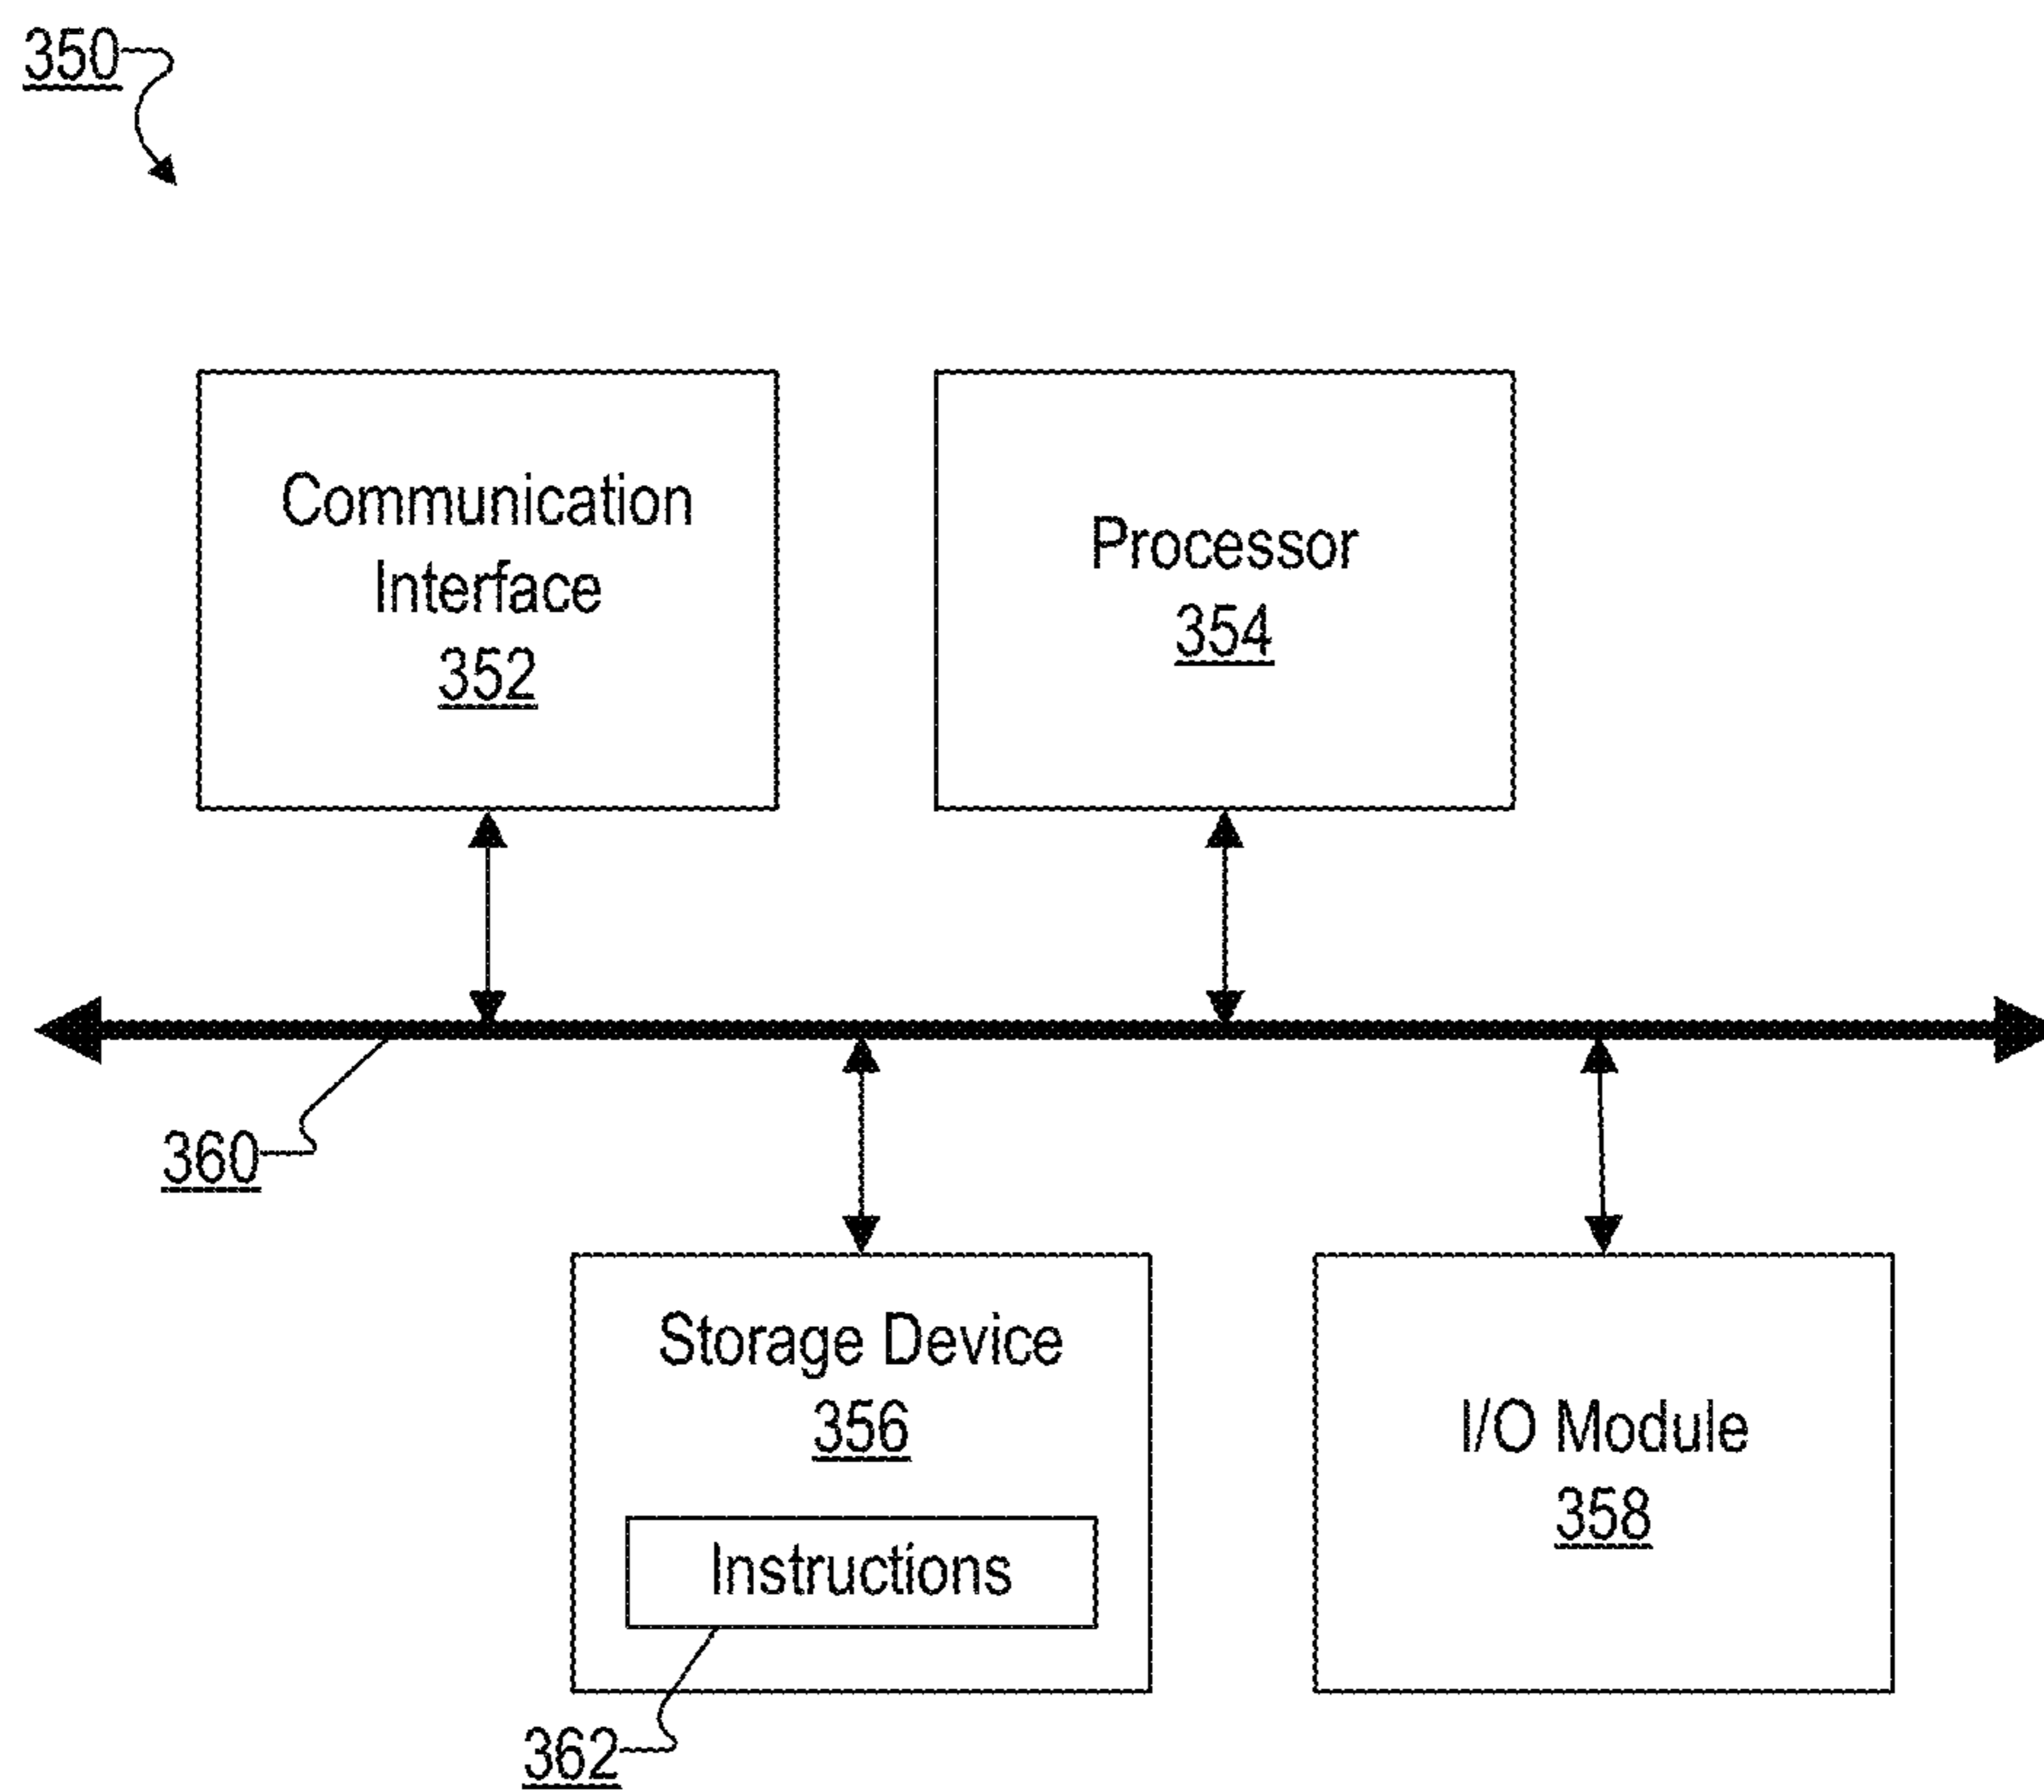 350
Communication
Interface
352
Processor
354
360
Storage Device
356
Instructions
362
I/O Module
358